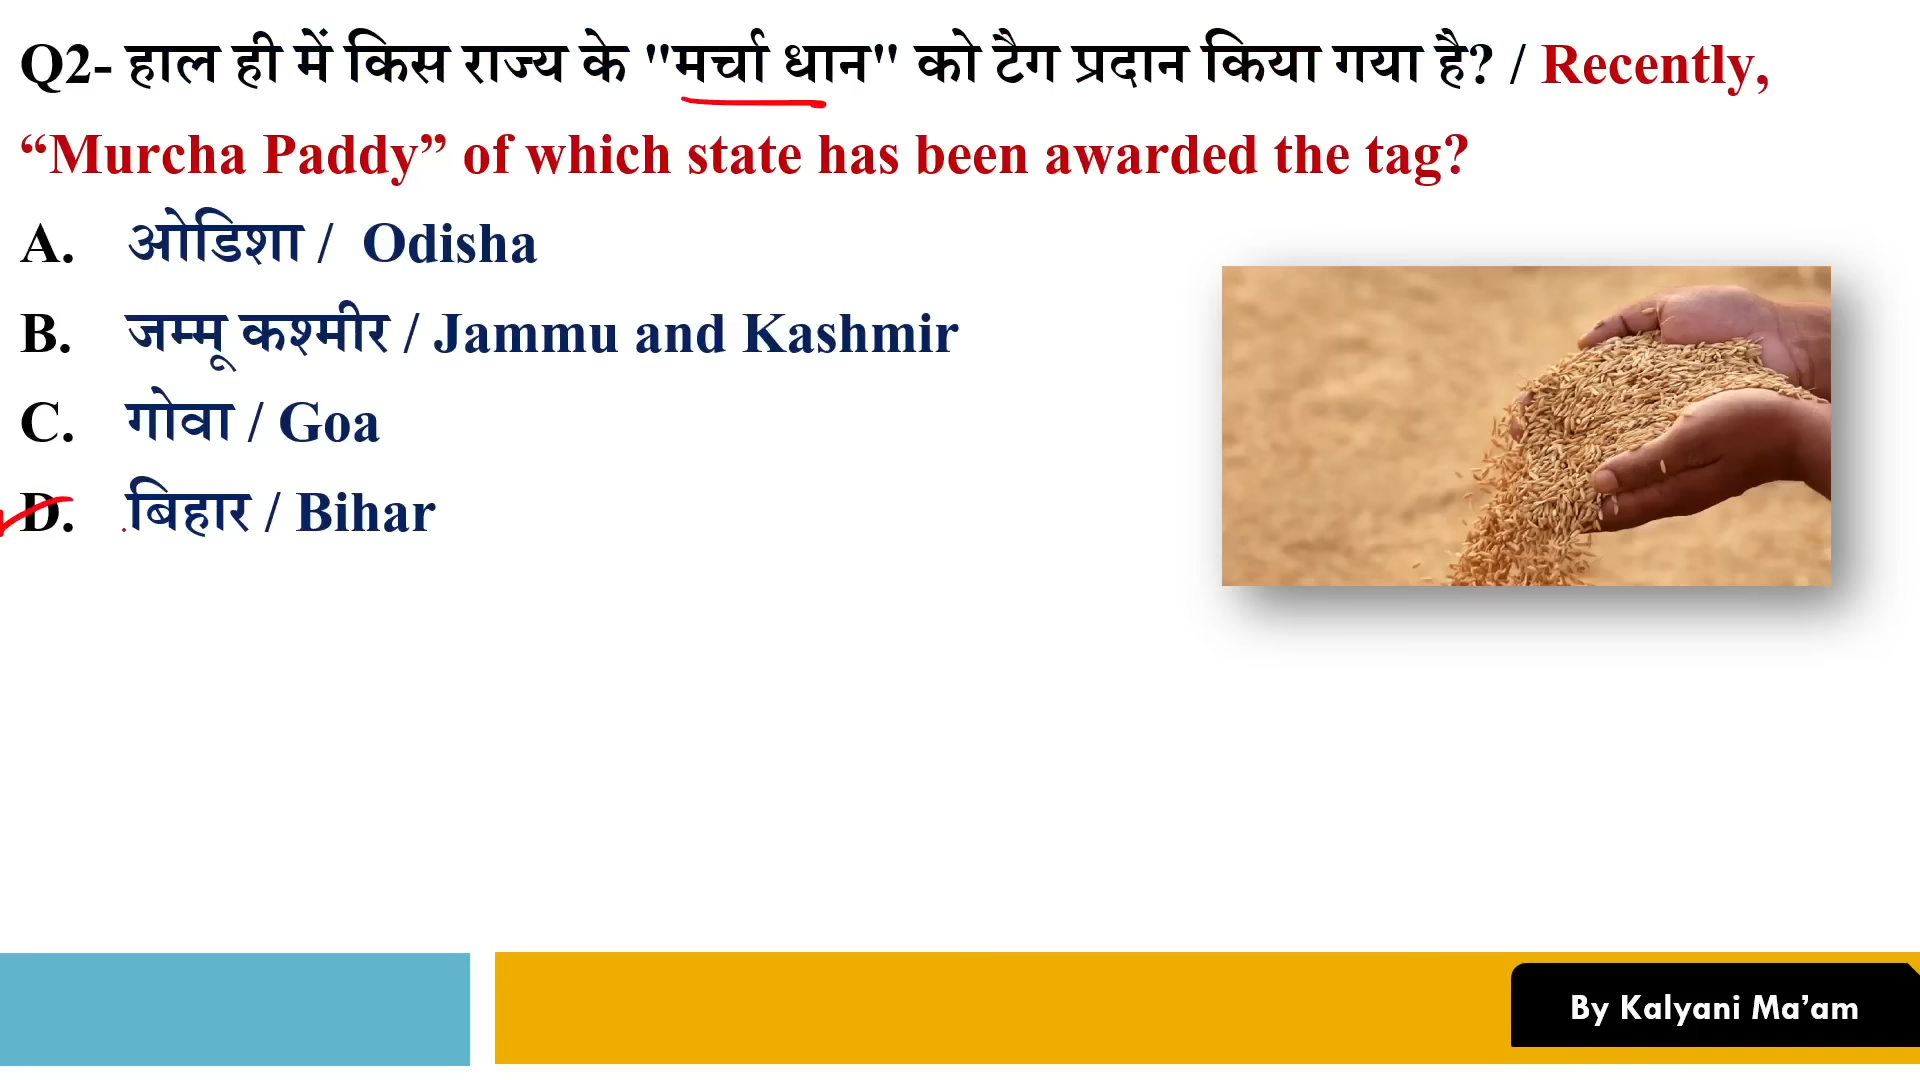 Q2- हाल ही में किस राज्य के "मर्चा धान" को टैग प्रदान किया गया है? / Recently,
“Murcha Paddy” of which state has been awarded the tag?
A. ओडिशा / Odisha
B. जम्मू कश्मीर / Jammu and Kashmir
C. गोवा / Goa
D. बिहार / Bihar
By Kalyani Ma’am